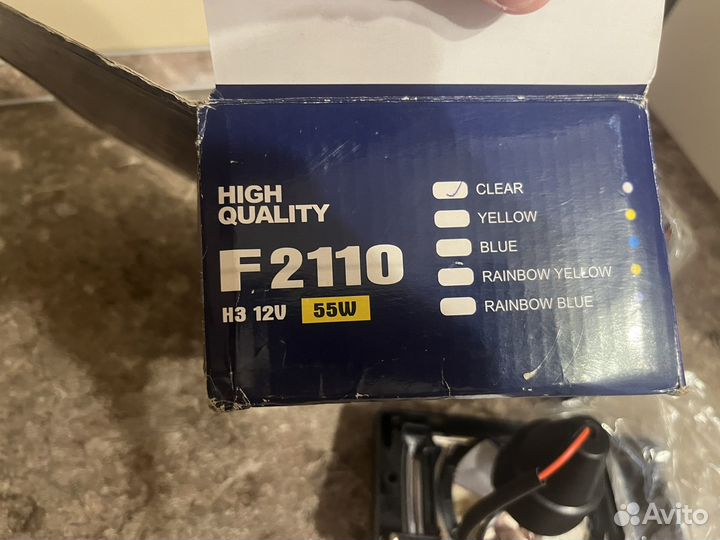 HIGH
QUALITY
F2110
H3 12V 55W
CLEAR
YELLOW
BLUE
RAINBOW YELLOW
RAINBOW BLUE
Avito